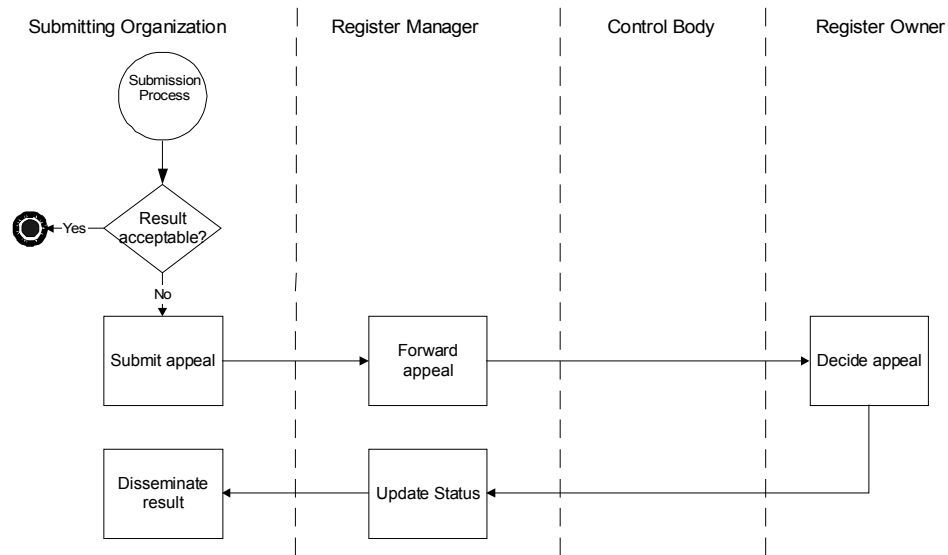 Submitting Organization
Register Manager
Control Body
Register Owner
Submission
Process
Result
acceptable?
Yes
No
Submit appeal
Forward
appeal
Decide appeal
Disseminate
result
Update Status